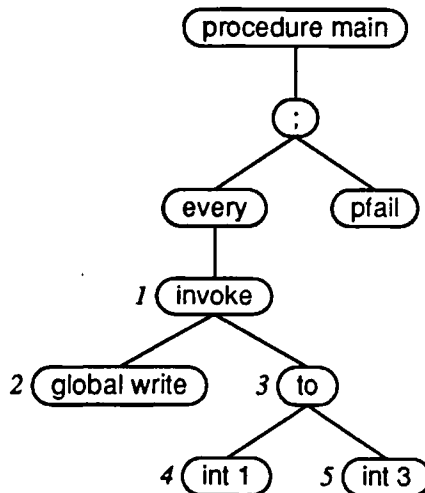 procedure main
;
every pfail
1 invoke
2 global write 3 to
4 int 1 5 int 3